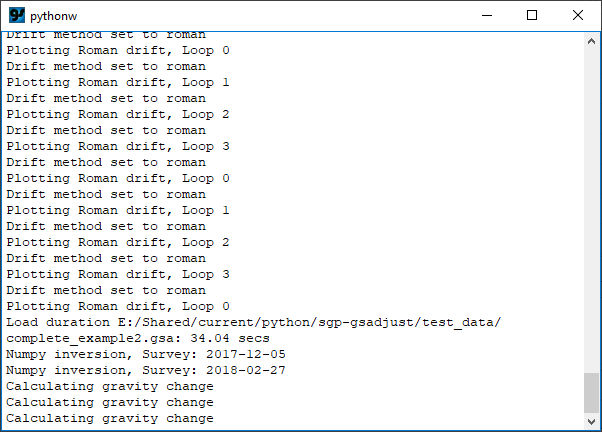 pythonw
Drift method set to roman
Plotting Roman drift, Loop 0
Drift method set to roman
Plotting Roman drift, Loop 1
Drift method set to roman
Plotting Roman drift, Loop 2
Drift method set to roman
Plotting Roman drift, Loop 3
Drift method set to roman
Plotting Roman drift, Loop 0
Drift method set to roman
Plotting Roman drift, Loop 1
Drift method set to roman
Plotting Roman drift, Loop 2
Drift method set to roman
Plotting Roman drift, Loop 3
Drift method set to roman
Plotting Roman drift, Loop 0
Load duration E:/Shared/current/python/sgp-gsadjust/test_data/
complete_example2.gsa: 34.04 secs
Numpy inversion, Survey: 2017-12-05
Numpy inversion, Survey: 2018-02-27
Calculating gravity change
Calculating gravity change
Calculating gravity change